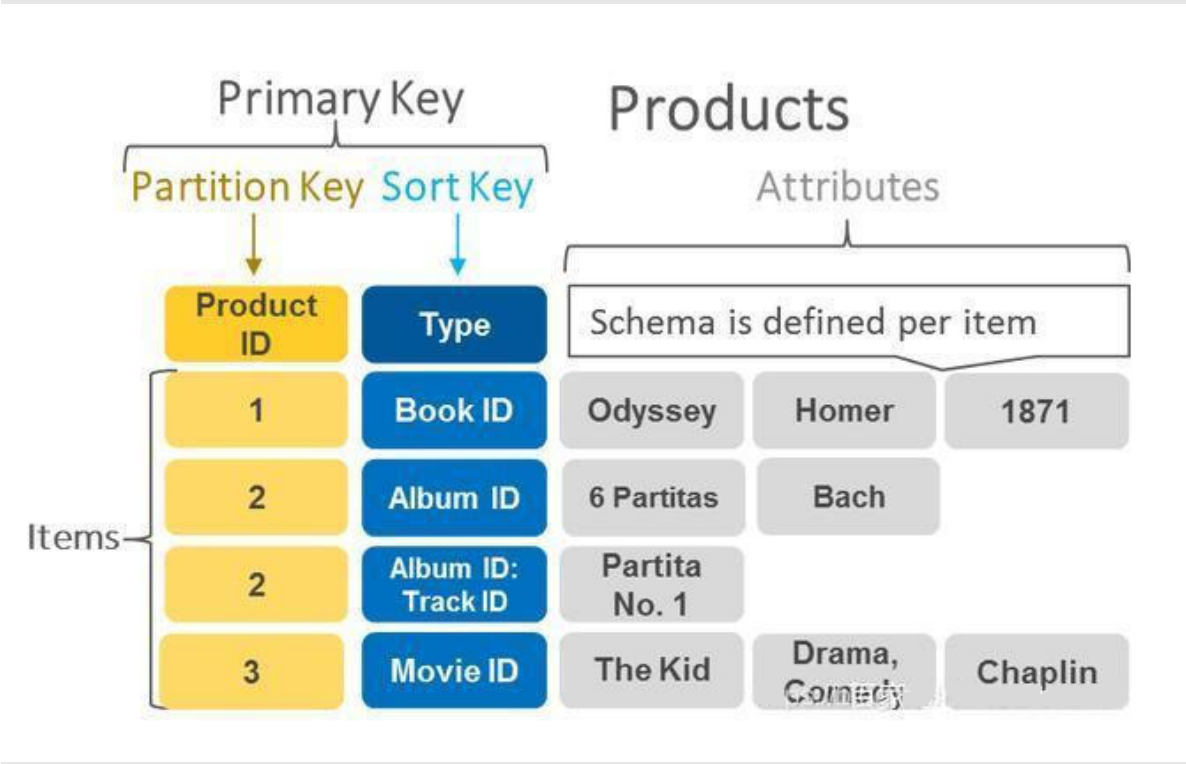 Primary Key
Products
Partition Key
Sort Key
Attributes
Product
ID
Type
Schema is defined per item
Items
1
Book ID
Odyssey
Homer
1871
2
Album ID
6 Partitas
Bach
2
Album ID:
Track ID
Partita
No. 1
3
Movie ID
The Kid
Drama,
Comedy
Chaplin